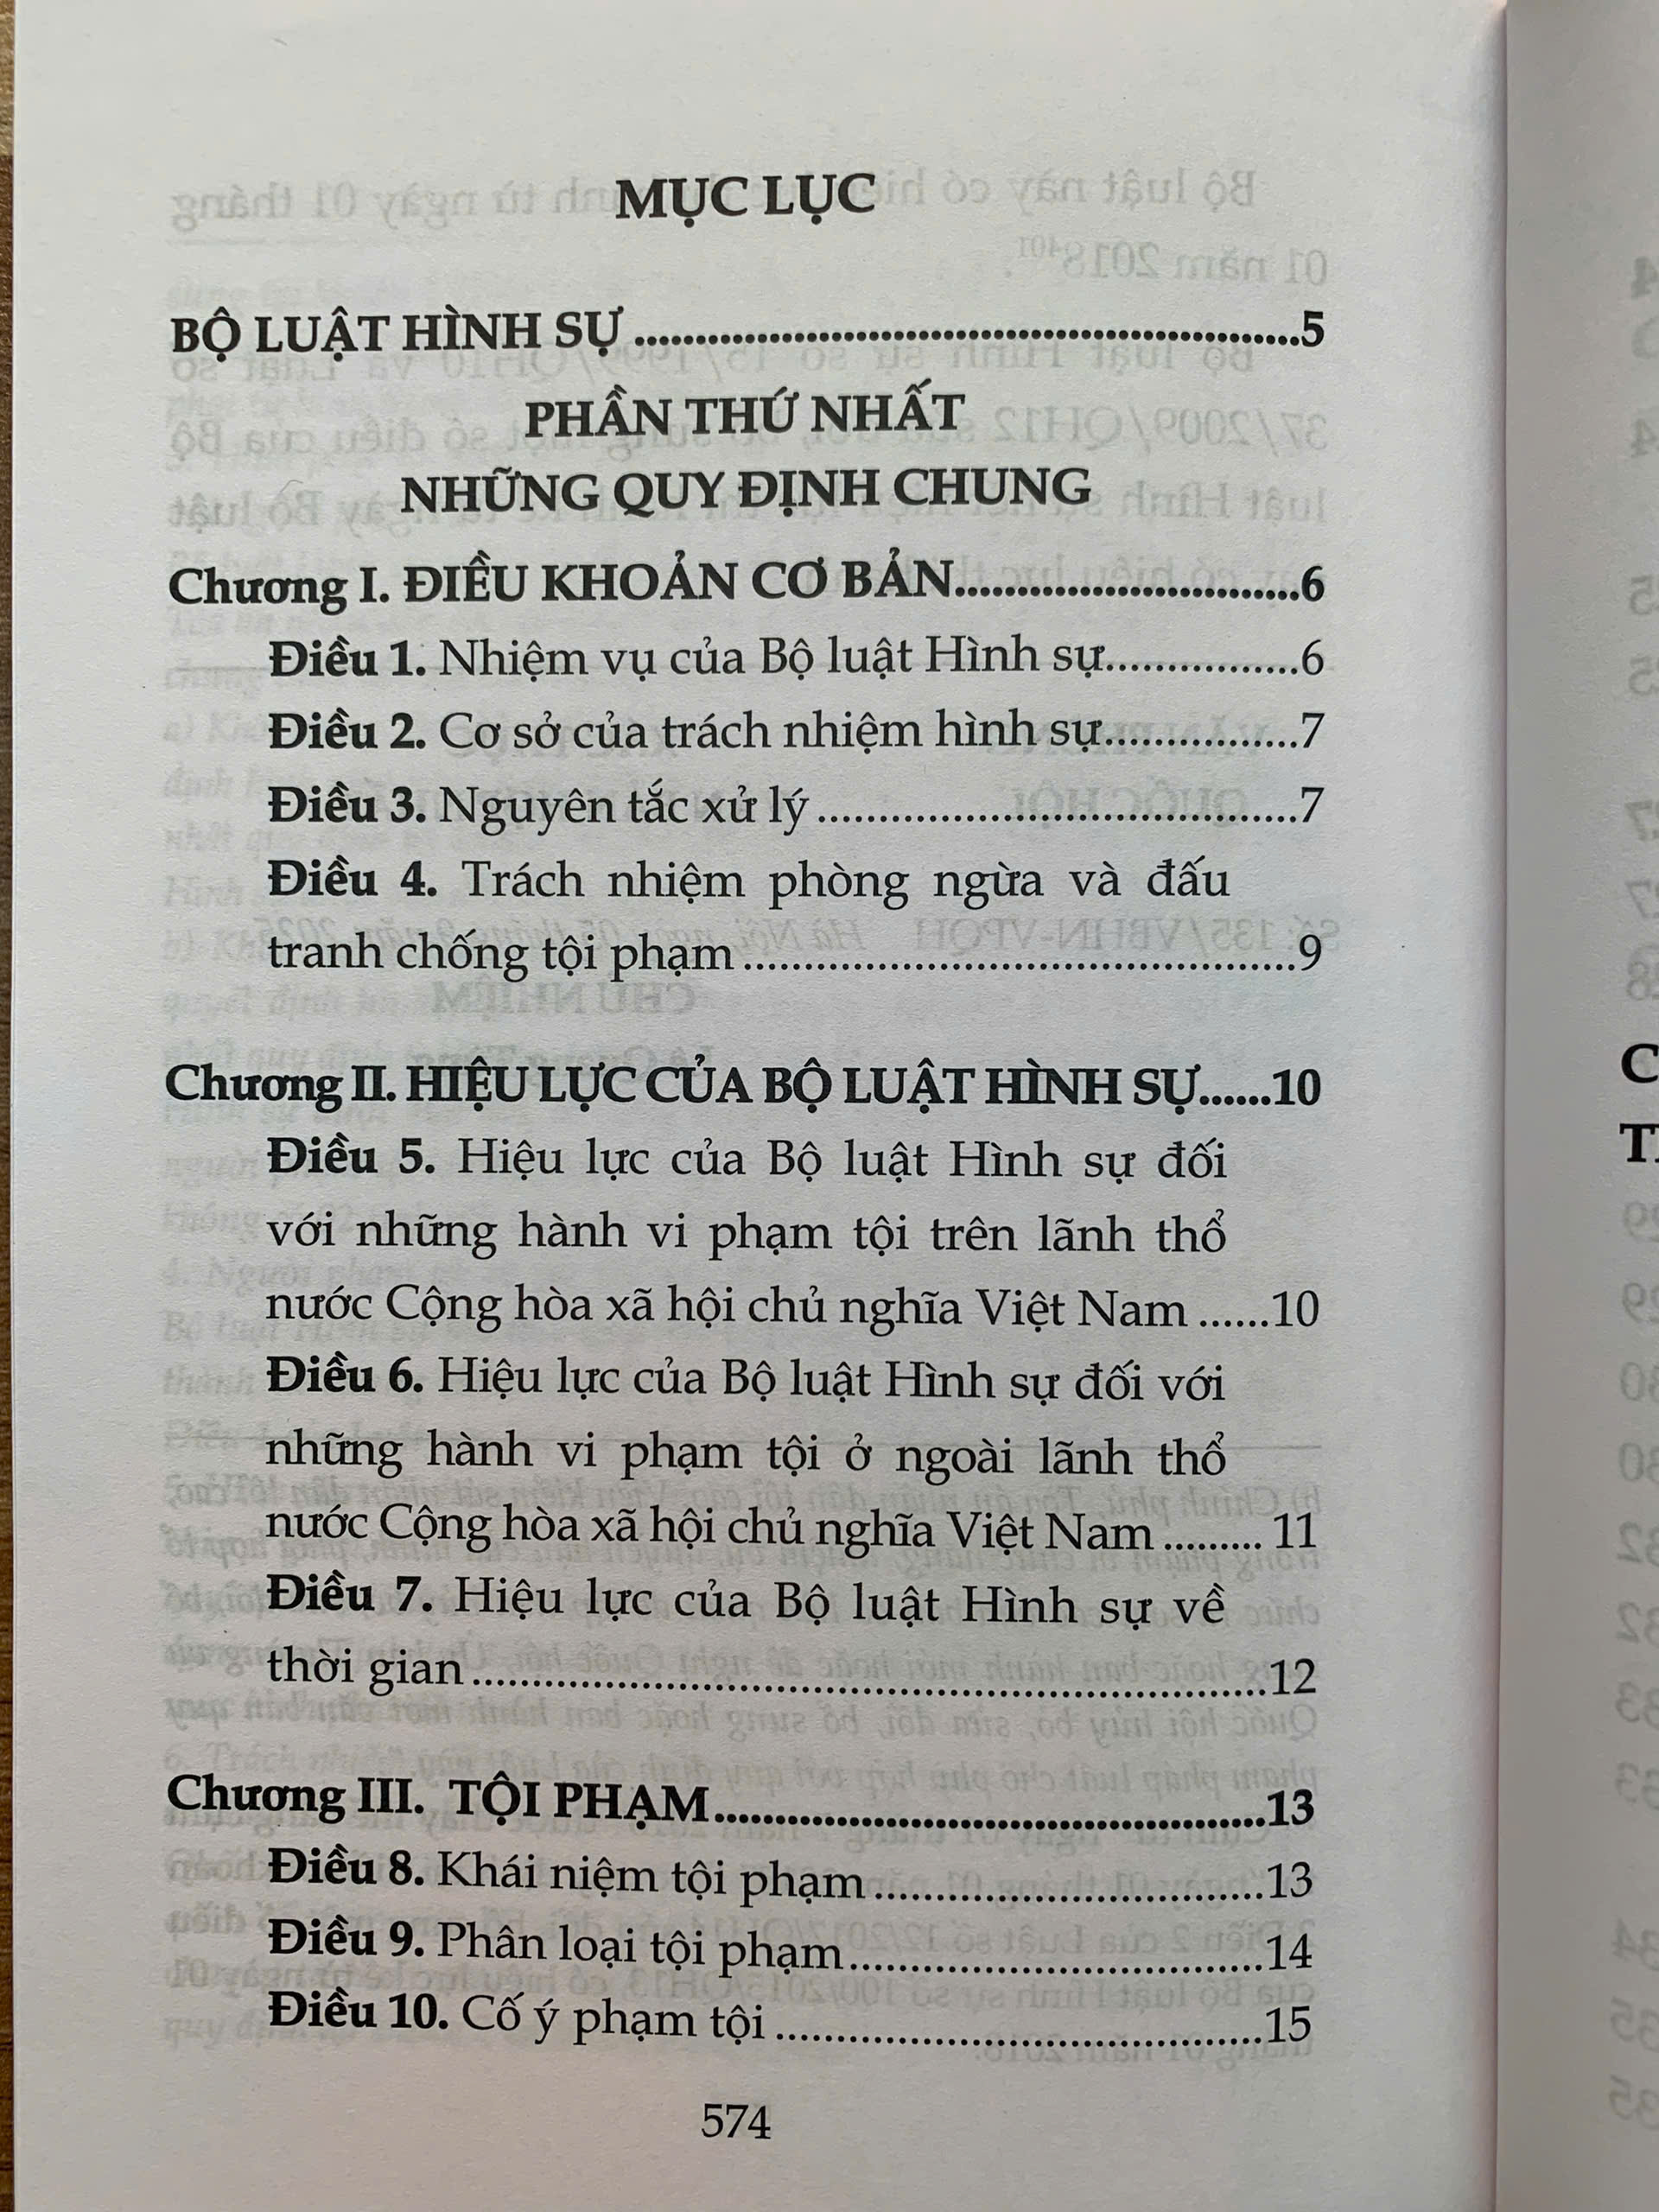 MỤC LỤC
BỘ LUẬT HÌNH SỰ ..................................................5
PHẦN THỨ NHẤT
NHỮNG QUY ĐỊNH CHUNG
Chương I. ĐIỀU KHOẢN CƠ BẢN............................6
Điều 1. Nhiệm vụ của Bộ luật Hình sự................6
Điều 2. Cơ sở của trách nhiệm hình sự................7
Điều 3. Nguyên tắc xử lý.......................................7
Điều 4. Trách nhiệm phòng ngừa và đấu
tranh chống tội phạm.............................................9
Chương II. HIỆU LỰC CỦA BỘ LUẬT HÌNH SỰ......10
Điều 5. Hiệu lực của Bộ luật Hình sự đối
với những hành vi phạm tội trên lãnh thổ
nước Cộng hòa xã hội chủ nghĩa Việt Nam ......10
Điều 6. Hiệu lực của Bộ luật Hình sự đối với
những hành vi phạm tội ở ngoài lãnh thổ
nước Cộng hòa xã hội chủ nghĩa Việt Nam ......... 11
Điều 7. Hiệu lực của Bộ luật Hình sự về
thời gian.................................................................12
Chương III. TỘI PHẠM............................................13
Điều 8. Khái niệm tội phạm................................13
Điều 9. Phân loại tội phạm..................................14
Điều 10. Cố ý phạm tội ........................................15
574
C